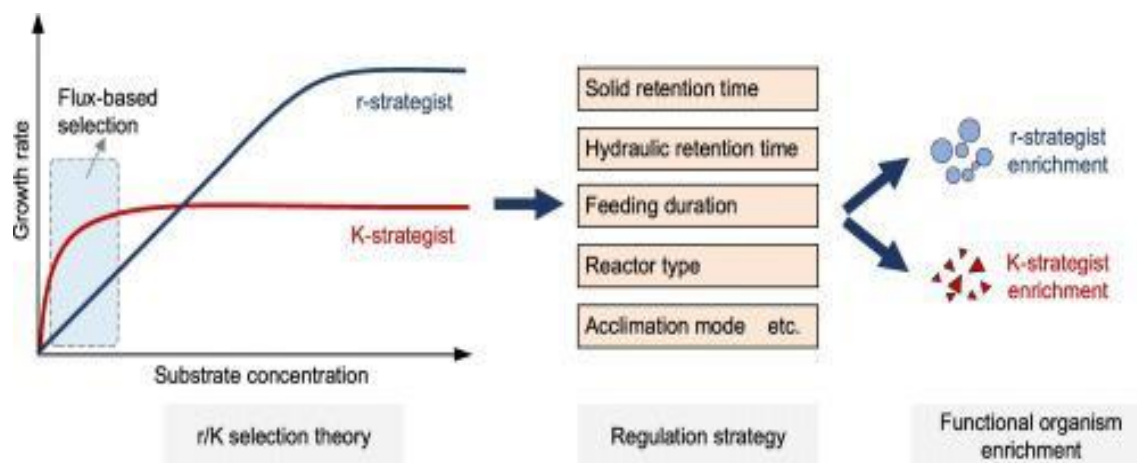 Flux-based
selection
Growth rate
r-strategist
K-strategist
Substrate concentration
r/K selection theory
Solid retention time
Hydraulic retention time
Feeding duration
Reactor type
Acclimation mode etc.
Regulation strategy
r-strategist
enrichment
K-strategist
enrichment
Functional organism
enrichment